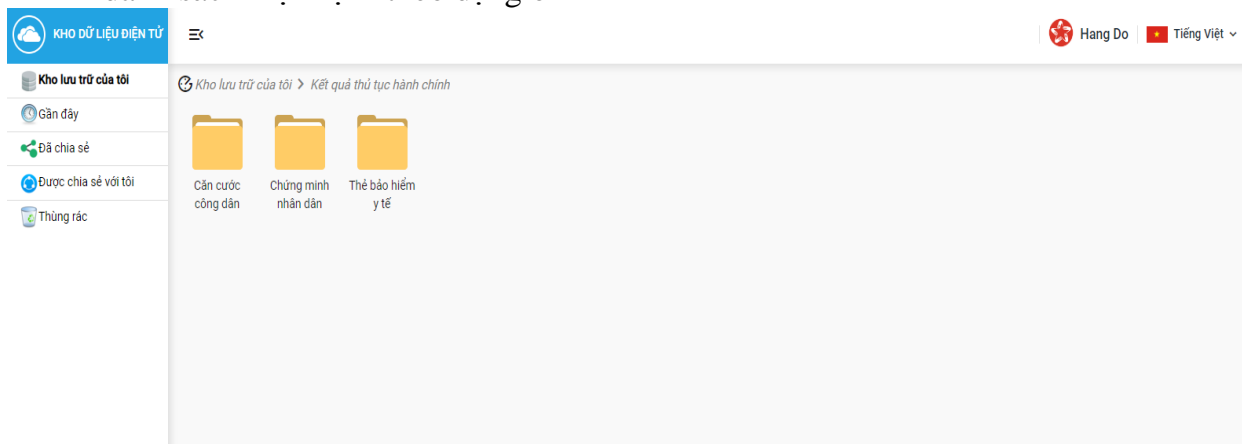 KHO DỮ LIỆU ĐIỆN TỬ
Hang Do
Tiếng Việt
Kho lưu trữ của tôi
Gần đây
Đã chia sẻ
Được chia sẻ với tôi
Thùng rác
Kho lưu trữ của tôi > Kết quả thủ tục hành chính
Căn cước
công dân
Chứng minh
nhân dân
Thẻ bảo hiểm
y tế